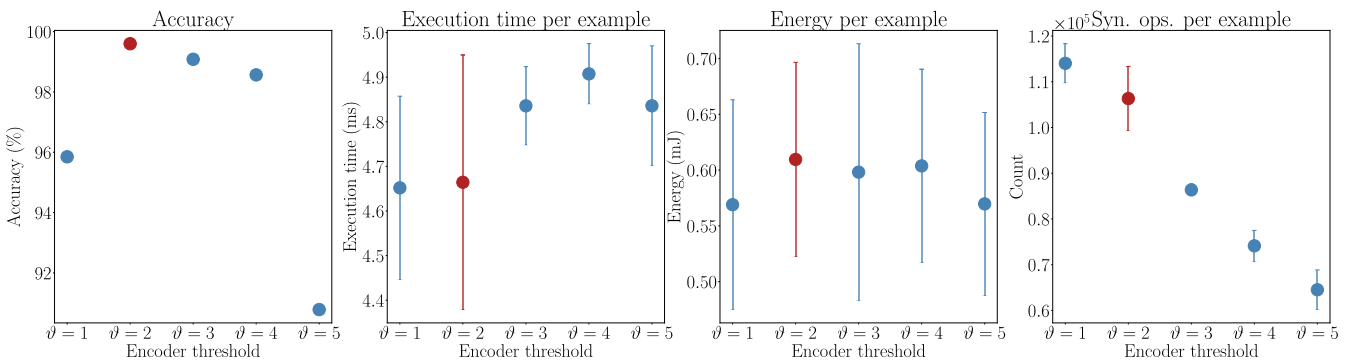 Accuracy
Accuracy (%)
100
98
96
94
92
ϑ = 1
ϑ = 2
ϑ = 3
ϑ = 4
ϑ = 5
Encoder threshold
Execution time per example
Execution time (ms)
5.0
4.9
4.8
4.7
4.6
4.5
4.4
ϑ = 1
ϑ = 2
ϑ = 3
ϑ = 4
ϑ = 5
Encoder threshold
Energy per example
Energy (mJ)
0.70
0.65
0.60
0.55
0.50
ϑ = 1
ϑ = 2
ϑ = 3
ϑ = 4
ϑ = 5
Encoder threshold
×10⁵
Syn. ops. per example
Count
1.2
1.1
1.0
0.9
0.8
0.7
0.6
ϑ = 1
ϑ = 2
ϑ = 3
ϑ = 4
ϑ = 5
Encoder threshold